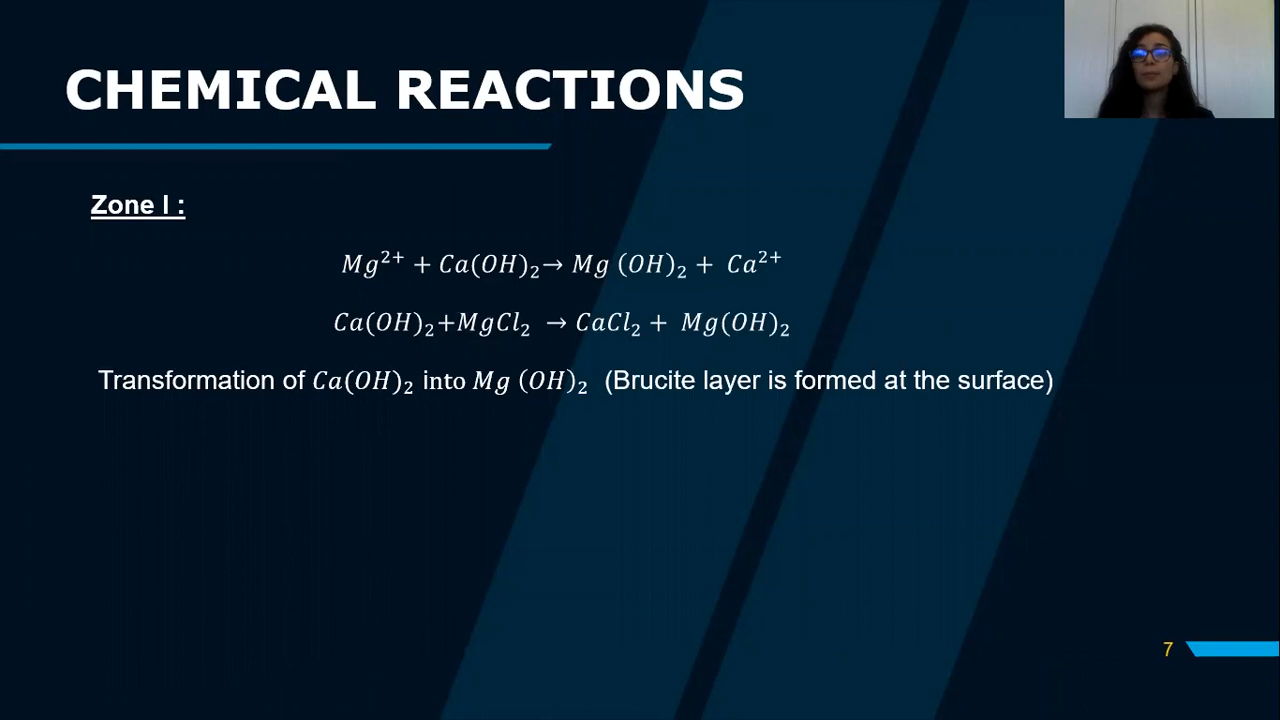 CHEMICAL REACTIONS
Zone I :
Mg²⁺ + Ca(OH)₂→ Mg (OH)₂ + Ca²⁺
Ca(OH)₂+MgCl₂ → CaCl₂ + Mg(OH)₂
Transformation of Ca(OH)₂ into Mg (OH)₂ (Brucite layer is formed at the surface)
7